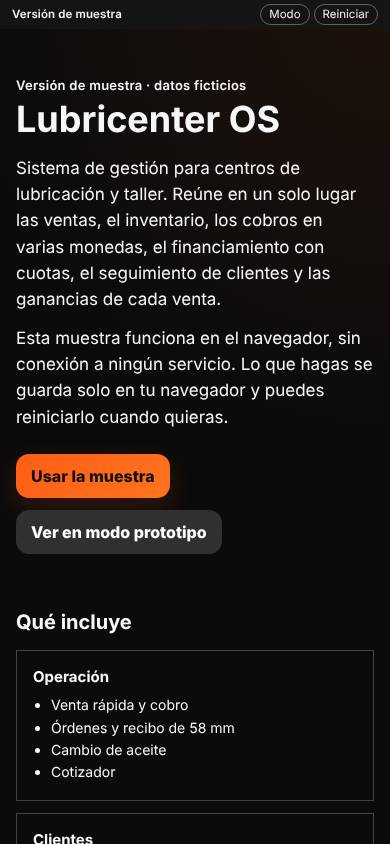 Versión de muestra
Modo
Reiniciar
Versión de muestra · datos ficticios
Lubricenter OS
Sistema de gestión para centros de
lubricación y taller. Reúne en un solo lugar
las ventas, el inventario, los cobros en
varias monedas, el financiamiento con
cuotas, el seguimiento de clientes y las
ganancias de cada venta.
Esta muestra funciona en el navegador, sin
conexión a ningún servicio. Lo que hagas se
guarda solo en tu navegador y puedes
reiniciarlo cuando quieras.
Usar la muestra
Ver en modo prototipo
Qué incluye
Operación
• Venta rápida y cobro
• Órdenes y recibo de 58 mm
• Cambio de aceite
• Cotizador
Clientes